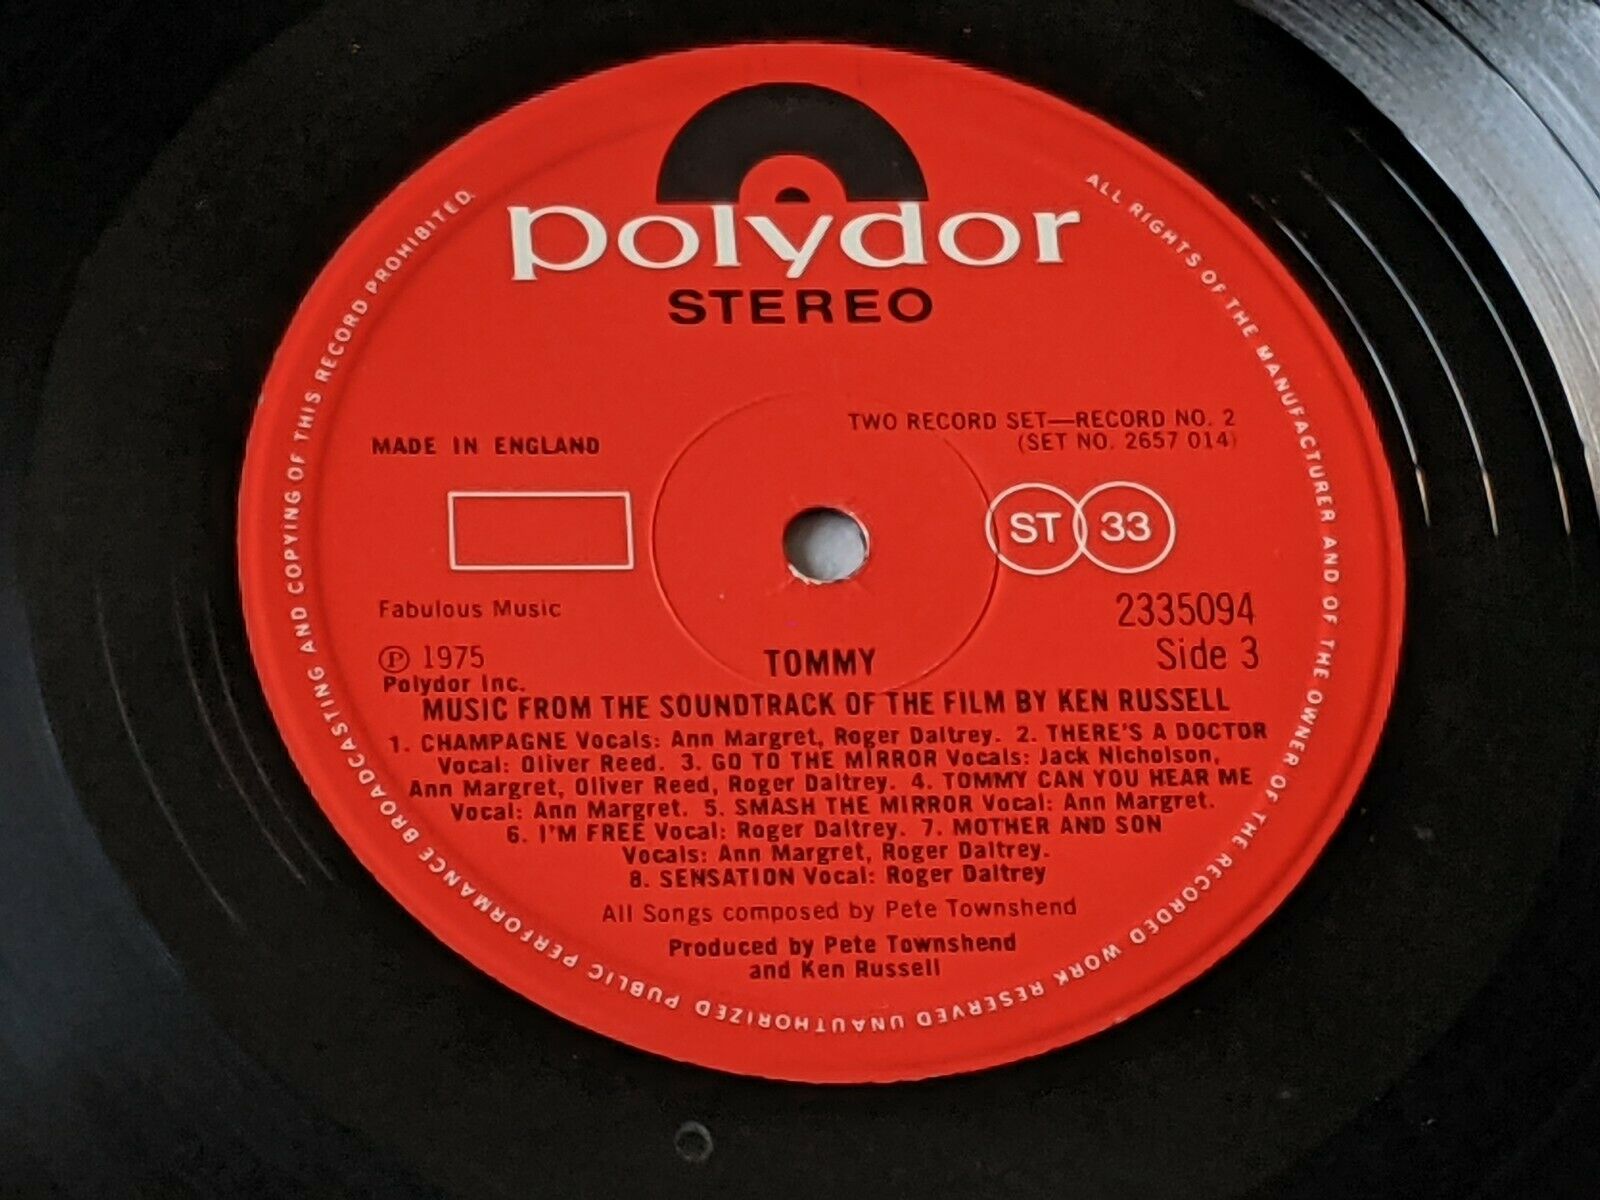 polydor
STEREO
TWO RECORD SET—RECORD NO. 2
(SET NO. 2657 014)
MADE IN ENGLAND
ST 33
Fabulous Music
2335094
Side 3
Ⓟ 1975
Polydor Inc.
TOMMY
MUSIC FROM THE SOUNDTRACK OF THE FILM BY KEN RUSSELL
1. CHAMPAGNE Vocals: Ann Margret, Roger Daltrey. 2. THERE'S A DOCTOR
Vocal: Oliver Reed. 3. GO TO THE MIRROR Vocals: Jack Nicholson,
Ann Margret, Oliver Reed, Roger Daltrey. 4. TOMMY CAN YOU HEAR ME
Vocal: Ann Margret. 5. SMASH THE MIRROR Vocal: Ann Margret.
6. I'M FREE Vocal: Roger Daltrey. 7. MOTHER AND SON
Vocals: Ann Margret, Roger Daltrey.
8. SENSATION Vocal: Roger Daltrey
All Songs composed by Pete Townshend
Produced by Pete Townshend
and Ken Russell
ALL RIGHTS OF THE MANUFACTURER AND OF THE OWNER OF THE RECORDED WORK RESERVED UNAUTHORIZED PUBLIC PERFORMANCE BROADCASTING AND COPYING OF THIS RECORD PROHIBITED.